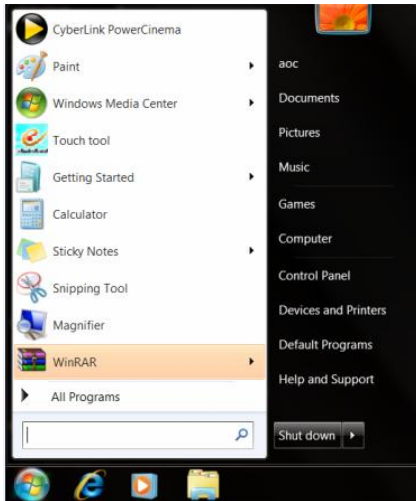 CyberLink PowerCinema
Paint
Windows Media Center
Touch tool
Getting Started
Calculator
Sticky Notes
Snipping Tool
Magnifier
WinRAR
All Programs
aoc
Documents
Pictures
Music
Games
Computer
Control Panel
Devices and Printers
Default Programs
Help and Support
Shut down